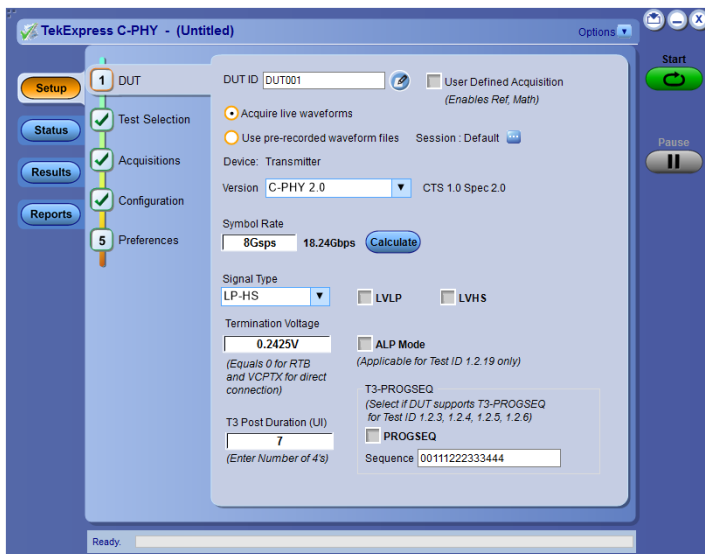 TekExpress C-PHY - (Untitled)
Options
Start
Pause
Setup
Status
Results
Reports
1 DUT
Test Selection
Acquisitions
Configuration
5 Preferences
DUT ID DUT001
User Defined Acquisition
(Enables Ref, Math)
Acquire live waveforms
Use pre-recorded waveform files Session : Default
Device: Transmitter
Version C-PHY 2.0 CTS 1.0 Spec 2.0
Symbol Rate
8Gsps 18.24Gbps Calculate
Signal Type
LP-HS LVLP LVHS
Termination Voltage
0.2425V ALP Mode
(Applicable for Test ID 1.2.19 only)
(Equals 0 for RTB
and VCPTX for direct
connection)
T3-PROGSEQ
(Select if DUT supports T3-PROGSEQ
for Test ID 1.2.3, 1.2.4, 1.2.5, 1.2.6)
T3 Post Duration (UI)
7
(Enter Number of 4's)
PROGSEQ
Sequence 00111222333444
Ready.